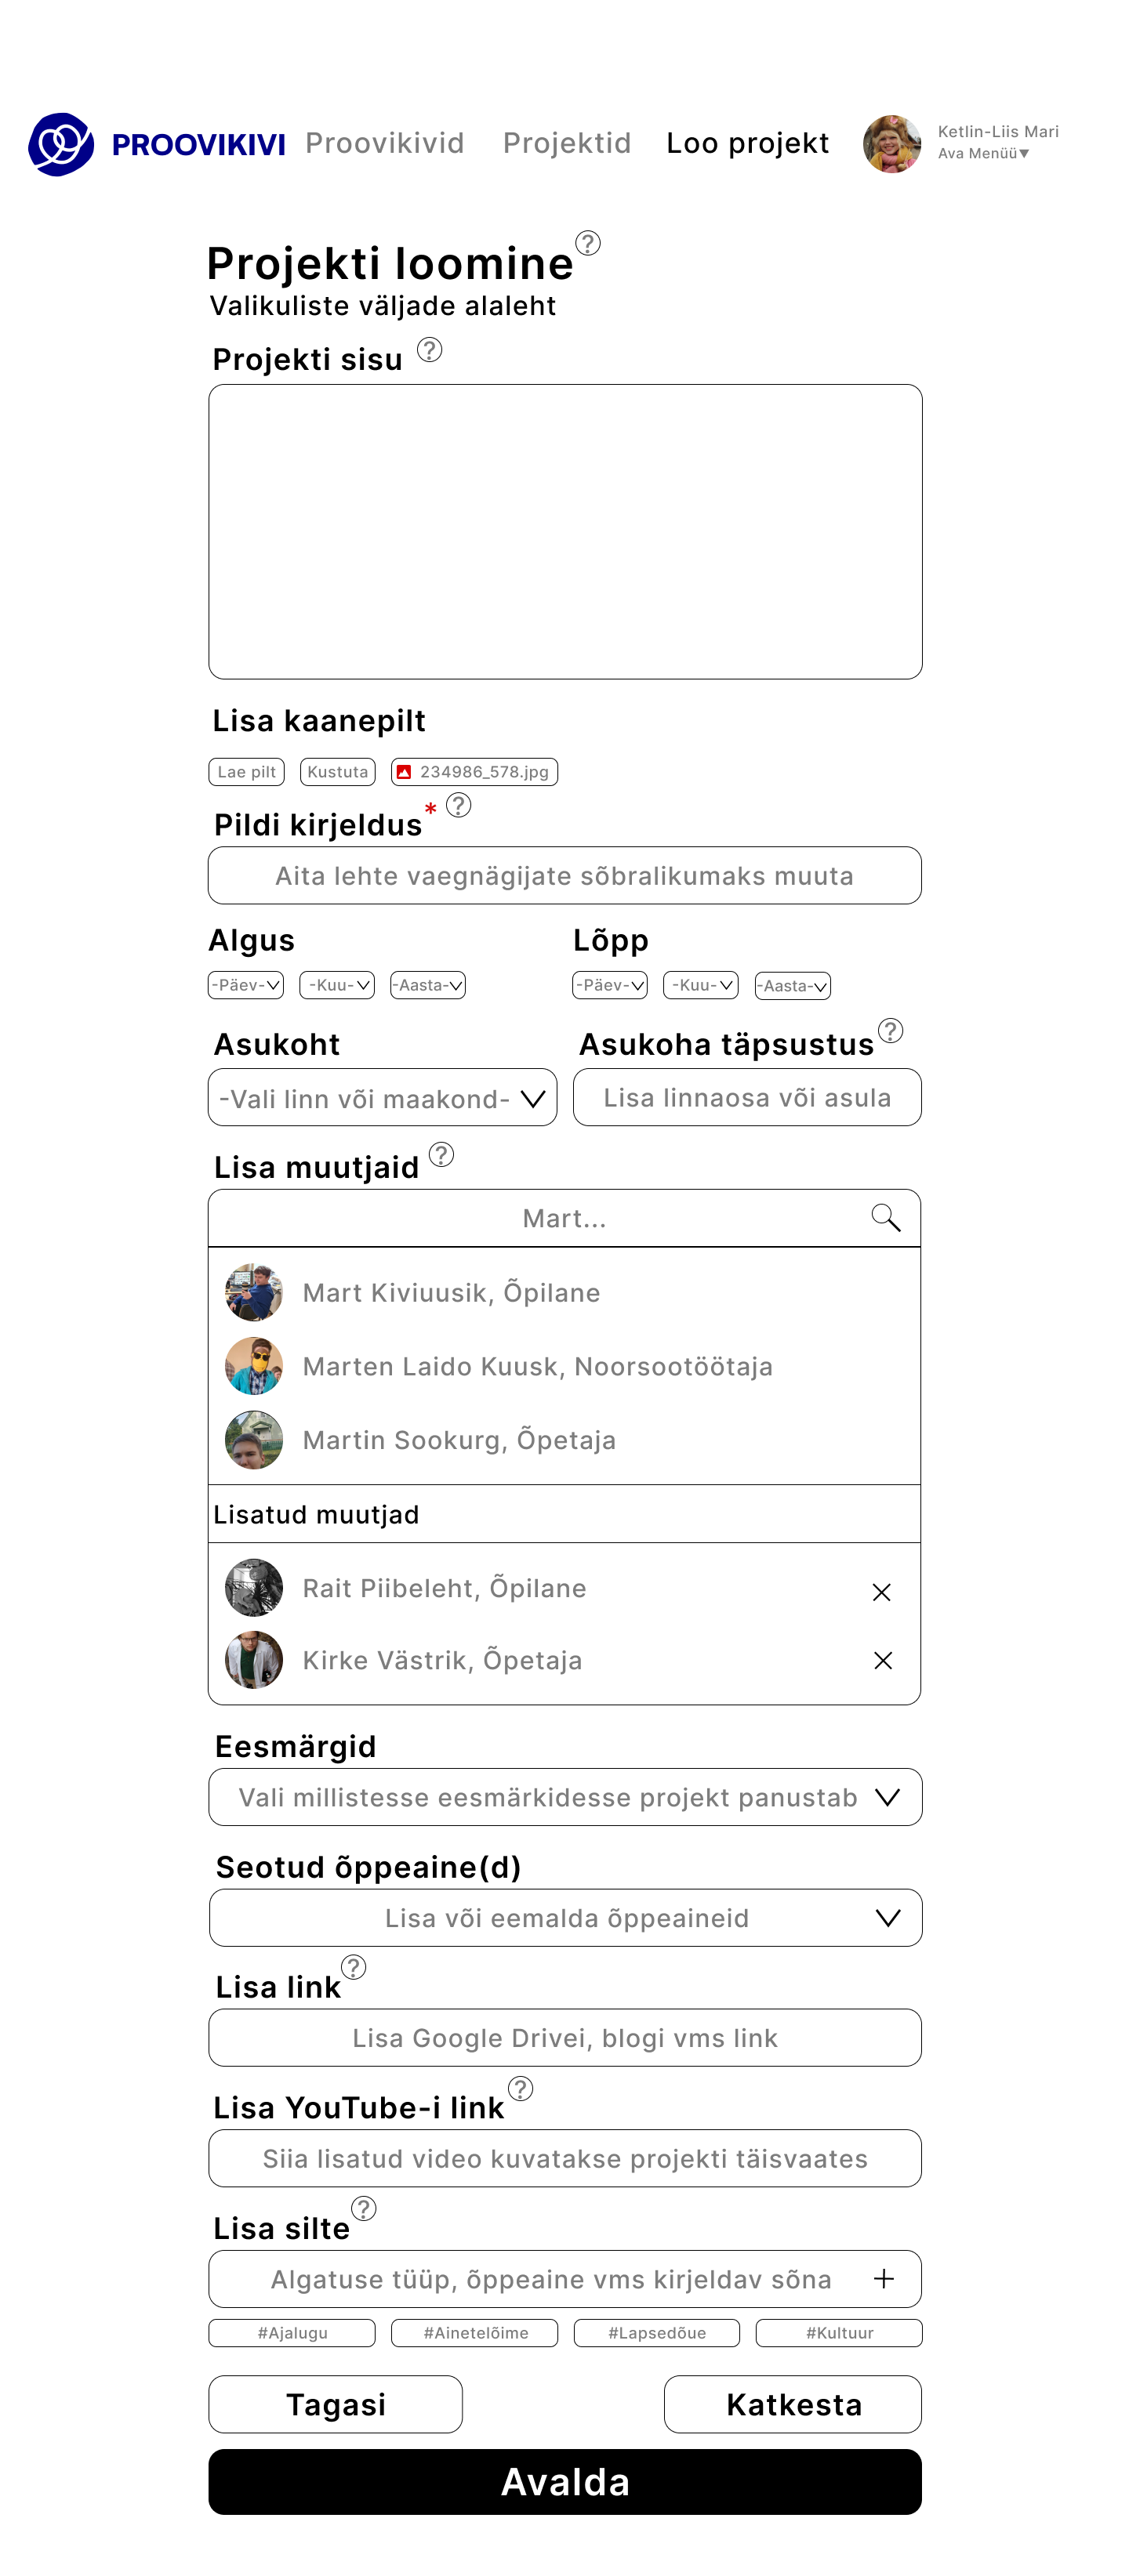 PROOVIKIVI Proovikivid Projektid Loo projekt
Ketlin-Liis Mari
Ava Menüü▼
Projekti loomine ?
Valikuliste väljade alaleht
Projekti sisu ?
Lisa kaanepilt
Lae pilt Kustuta 234986_578.jpg
Pildi kirjeldus* ?
Aita lehte vaegnägijate sõbralikumaks muuta
Algus Lõpp
-Päev- -Kuu- -Aasta- -Päev- -Kuu- -Aasta-
Asukoht Asukoha täpsustus ?
-Vali linn või maakond- Lisa linnaosa või asula
Lisa muutjaid ?
Mart...
Mart Kiviuusik, Õpilane
Marten Laido Kuusk, Noorsootöötaja
Martin Sookurg, Õpetaja
Lisatud muutjad
Rait Piibeleht, Õpilane
Kirke Västrik, Õpetaja
Eesmärgid
Vali millistesse eesmärkidesse projekt panustab
Seotud õppeaine(d)
Lisa või eemalda õppeaineid
Lisa link ?
Lisa Google Drivei, blogi vms link
Lisa YouTube-i link ?
Siia lisatud video kuvatakse projekti täisvaates
Lisa silte ?
Algatuse tüüp, õppeaine vms kirjeldav sõna
#Ajalugu #Ainetelõime #Lapsedõue #Kultuur
Tagasi Katkesta
Avalda